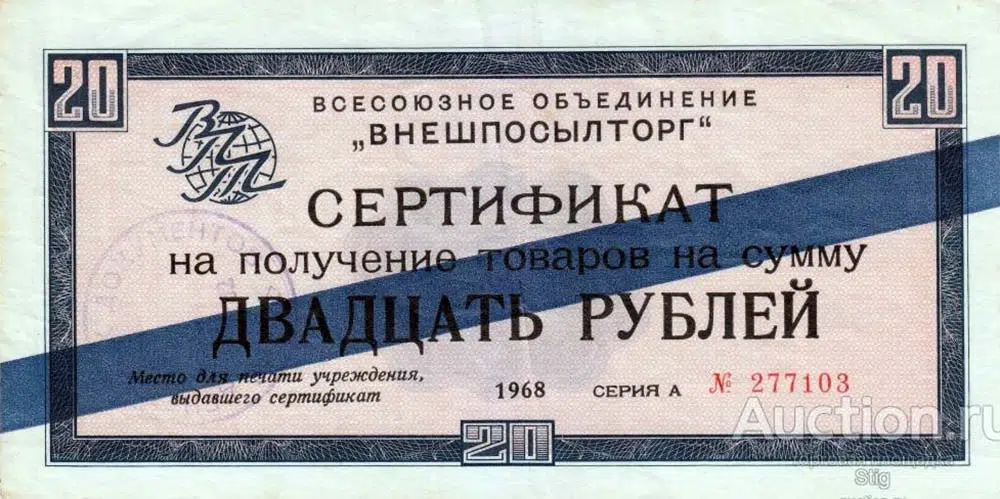 20 20
ВСЕСОЮЗНОЕ ОБЪЕДИНЕНИЕ
„ВНЕШПОСЫЛТОРГ“
ВПТ
СЕРТИФИКАТ
на получение товаров на сумму
ДВАДЦАТЬ РУБЛЕЙ
Место для печати учреждения,
выдавшего сертификат
1968 СЕРИЯ А № 277103
20
Auction.ru
Stig